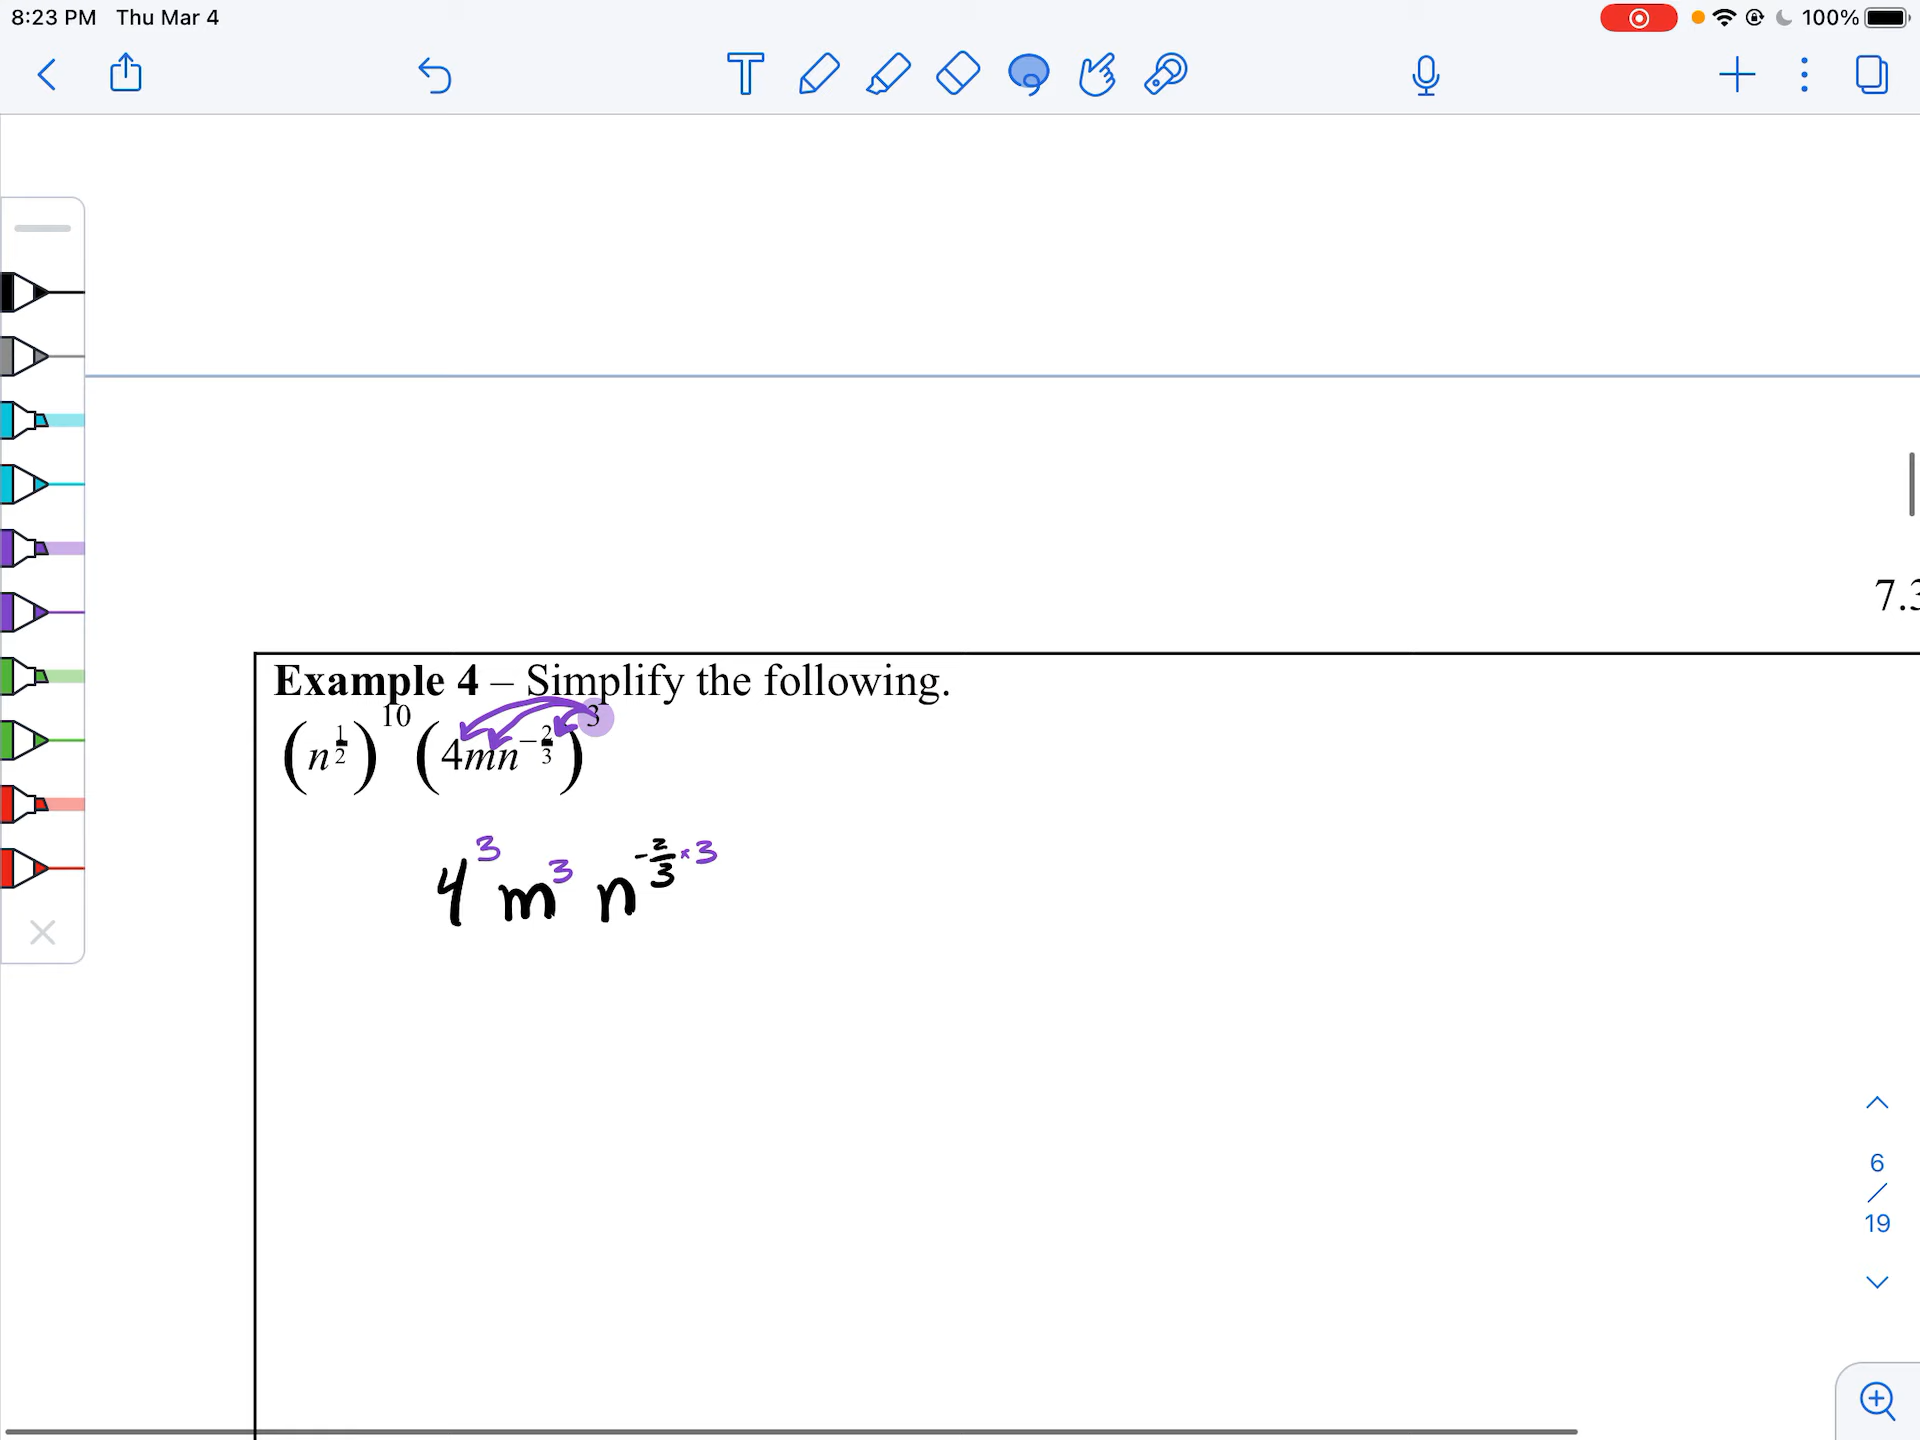 8:23 PM Thu Mar 4
100%
7.3
Example 4 – Simplify the following.
(n^{1/2})^{10} (4mn^{-2/3})^{3}
4^{3} m^{3} n^{-2/3 × 3}
6
/
19